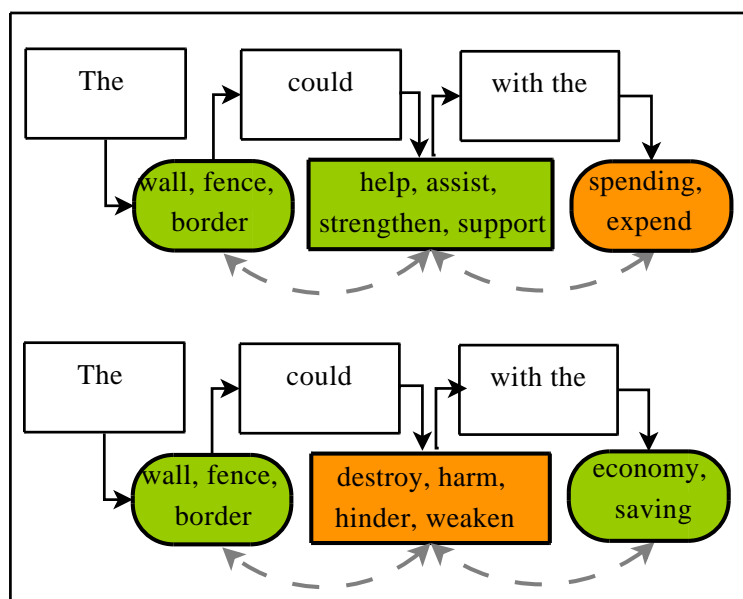 The
could
with the
wall, fence,
border
help, assist,
strengthen, support
spending,
expend
The
could
with the
wall, fence,
border
destroy, harm,
hinder, weaken
economy,
saving